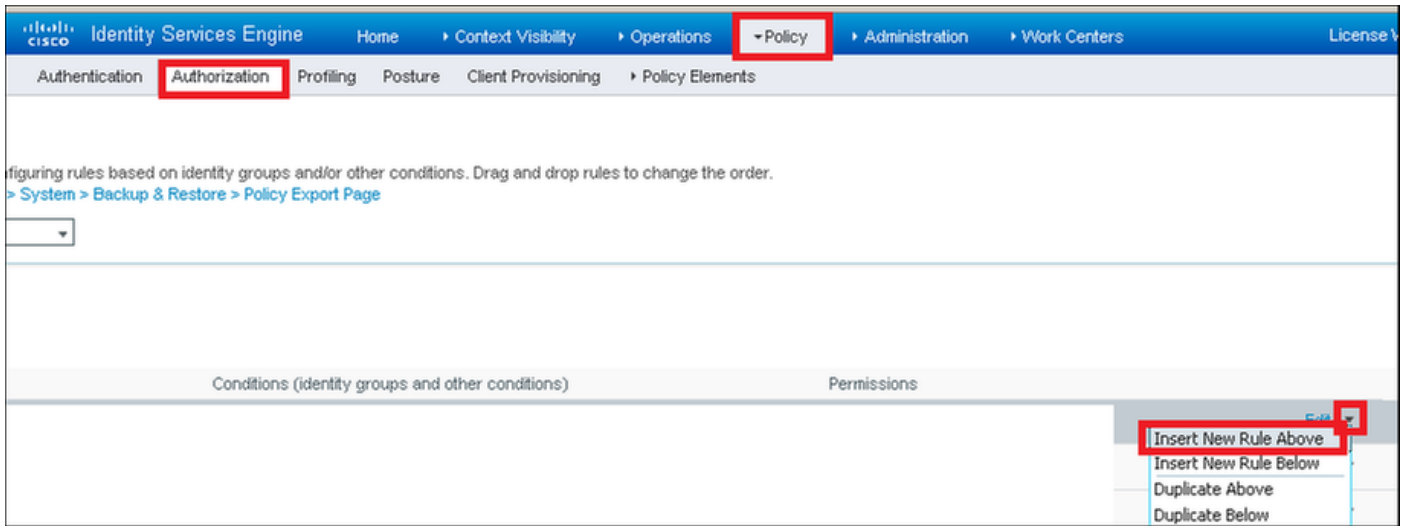 CISCO Identity Services Engine Home Context Visibility Operations Policy Administration Work Centers License
Authentication Authorization Profiling Posture Client Provisioning Policy Elements
figuring rules based on identity groups and/or other conditions. Drag and drop rules to change the order.
> System > Backup & Restore > Policy Export Page
Conditions (identity groups and other conditions) Permissions
Edit
Insert New Rule Above
Insert New Rule Below
Duplicate Above
Duplicate Below